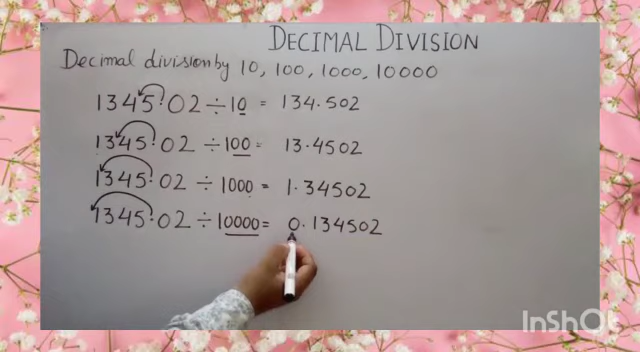 DECIMAL DIVISION
Decimal division by 10, 100, 1000, 10000
1345.02 ÷ 10 = 134.502
1345.02 ÷ 100 = 13.4502
1345.02 ÷ 1000 = 1.34502
1345.02 ÷ 10000 = 0.134502
InShOt